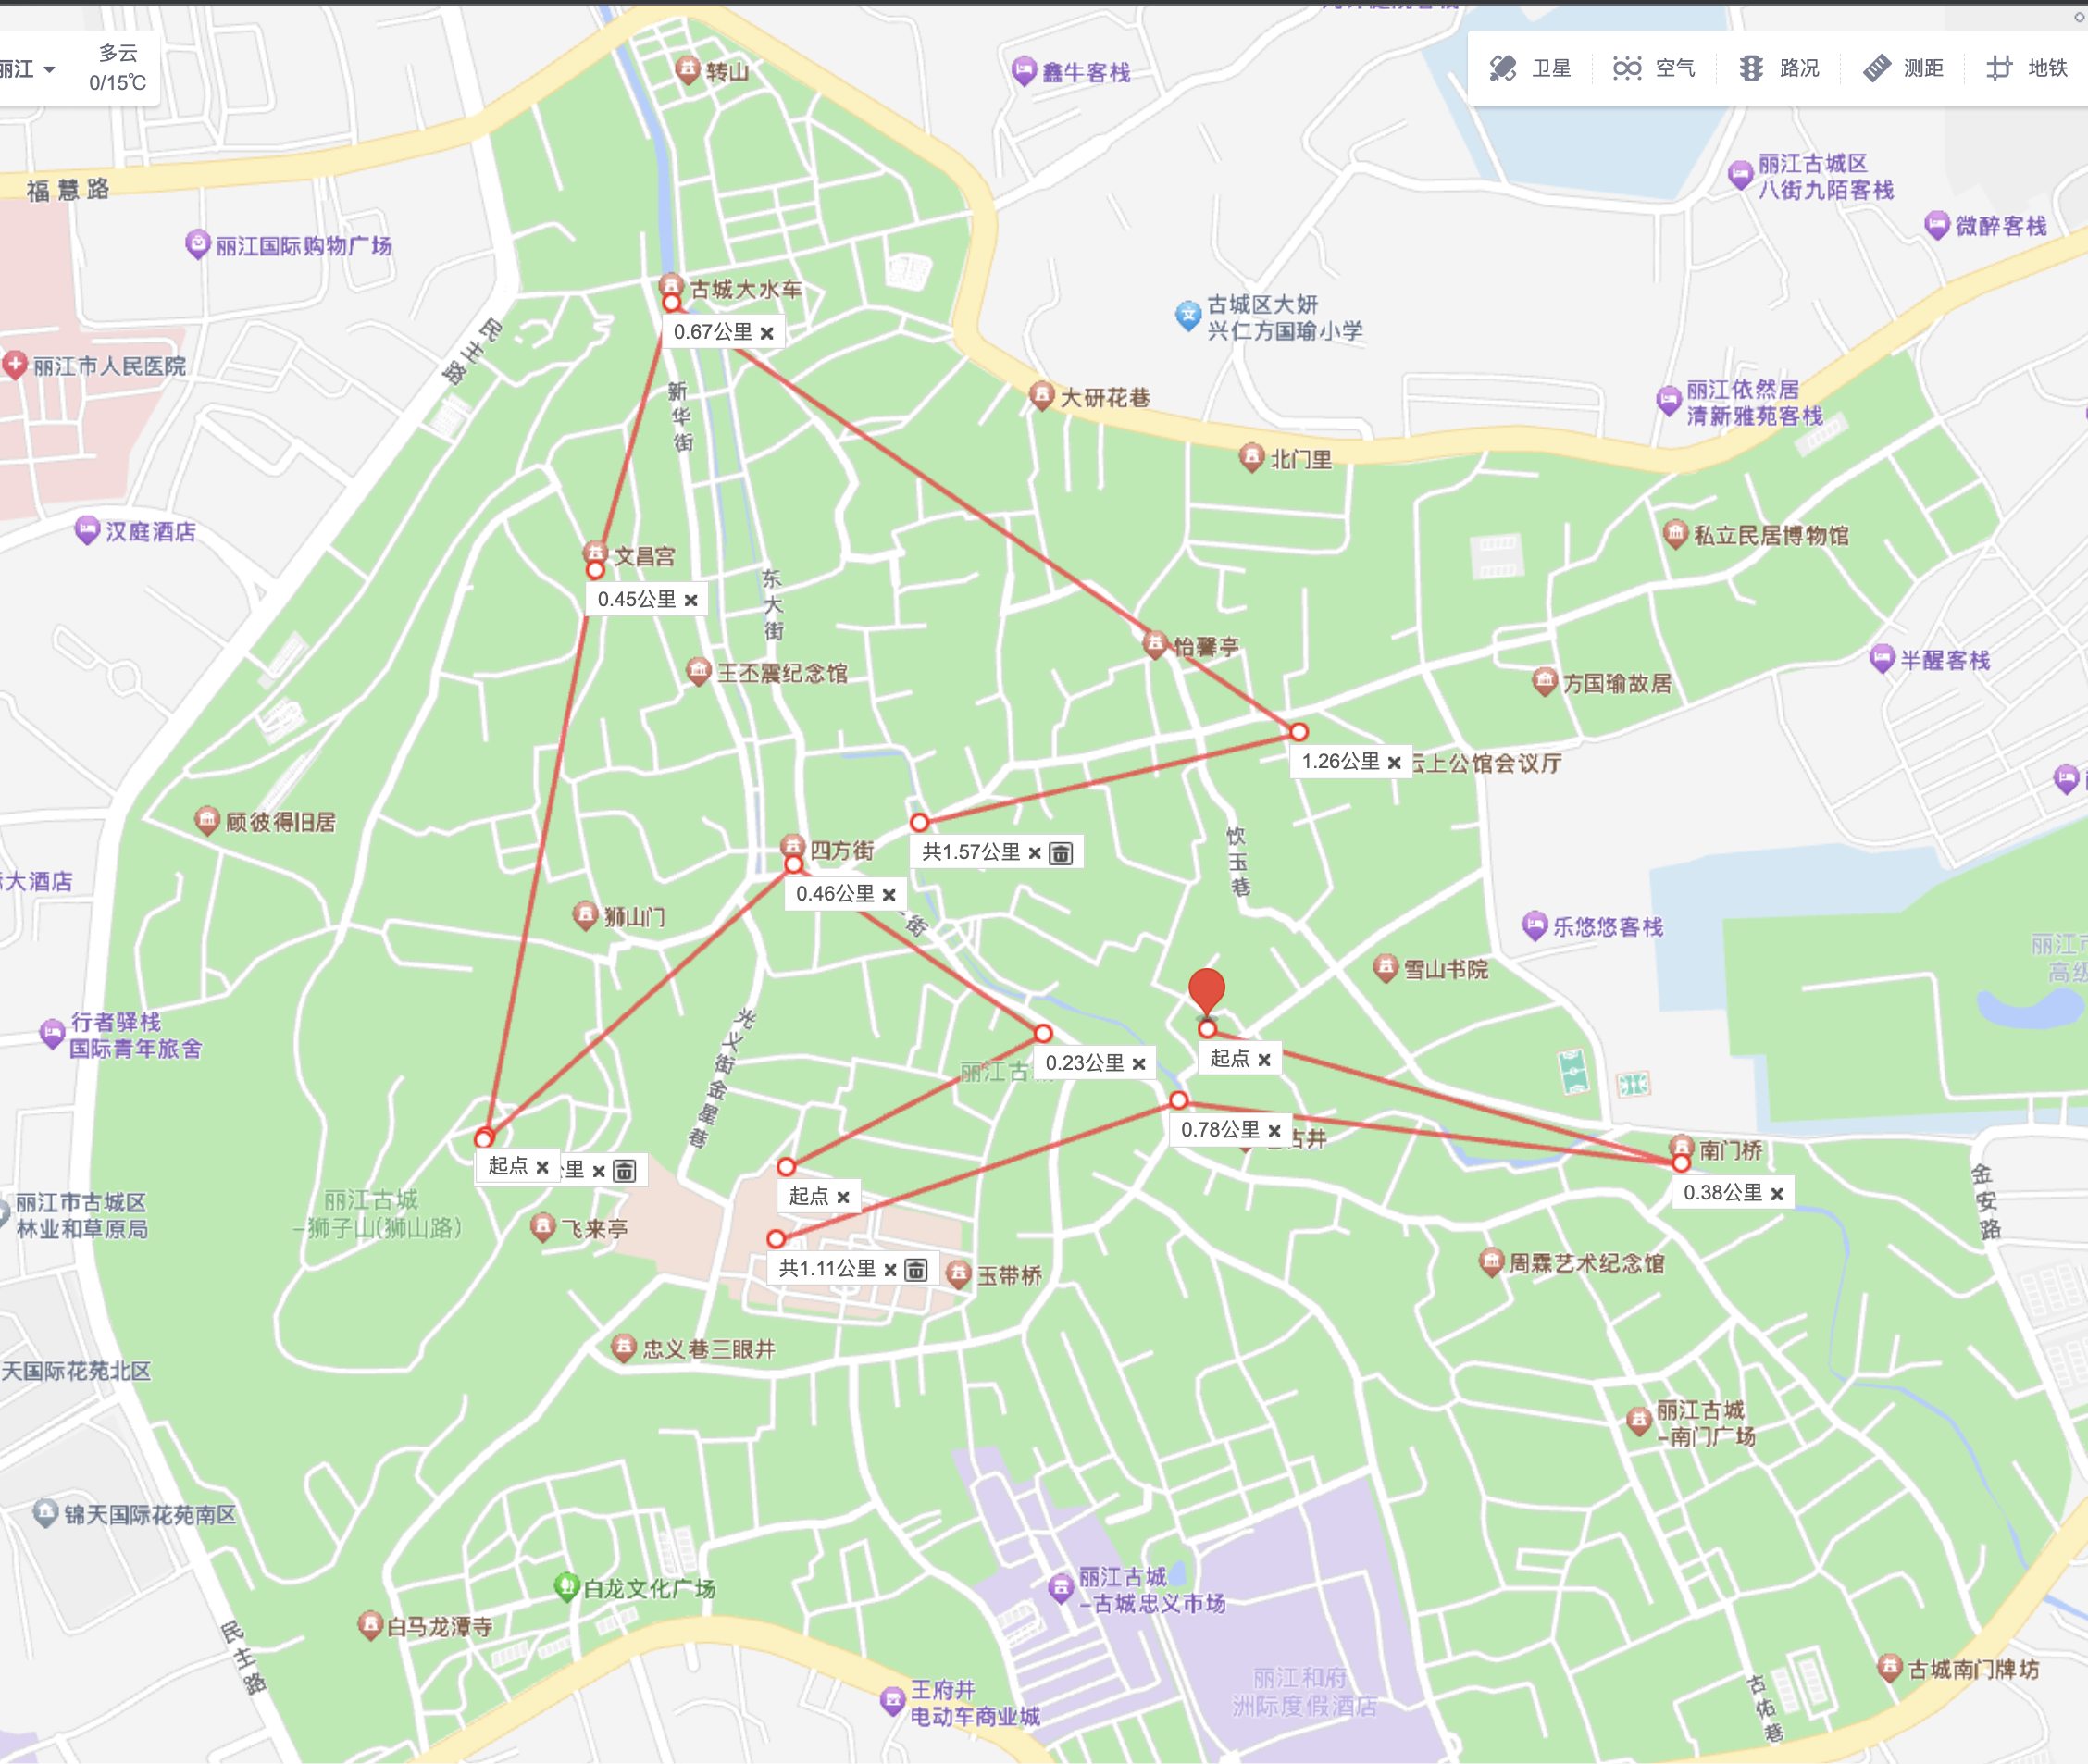 丽江
多云
0/15℃
卫星
空气
路况
测距
地铁
转山
鑫牛客栈
丽江古城区
八街九陌客栈
微醉客栈
福慧路
丽江国际购物广场
古城大水车
0.67公里
古城区大妍
兴仁方国瑜小学
民主路
丽江市人民医院
新华街
大研花巷
丽江依然居
清新雅苑客栈
北门里
汉庭酒店
私立民居博物馆
文昌宫
0.45公里
东大街
怡馨亭
王丕震纪念馆
方国瑜故居
半醒客栈
1.26公里
云上公馆会议厅
顾彼得旧居
四方街
共1.57公里
饮玉巷
大酒店
0.46公里
街
狮山门
乐悠悠客栈
丽江市
高级
雪山书院
行者驿栈
国际青年旅舍
光义街金星巷
丽江古城
0.23公里
起点
0.78公里
古井
南门桥
0.38公里
起点
里
起点
丽江市古城区
林业和草原局
丽江古城
-狮子山(狮山路)
飞来亭
金安路
共1.11公里
玉带桥
周霖艺术纪念馆
忠义巷三眼井
天国际花苑北区
丽江古城
-南门广场
锦天国际花苑南区
白龙文化广场
丽江古城
-古城忠义市场
白马龙潭寺
民主路
王府井
电动车商业城
丽江和府
洲际度假酒店
古佑巷
古城南门牌坊